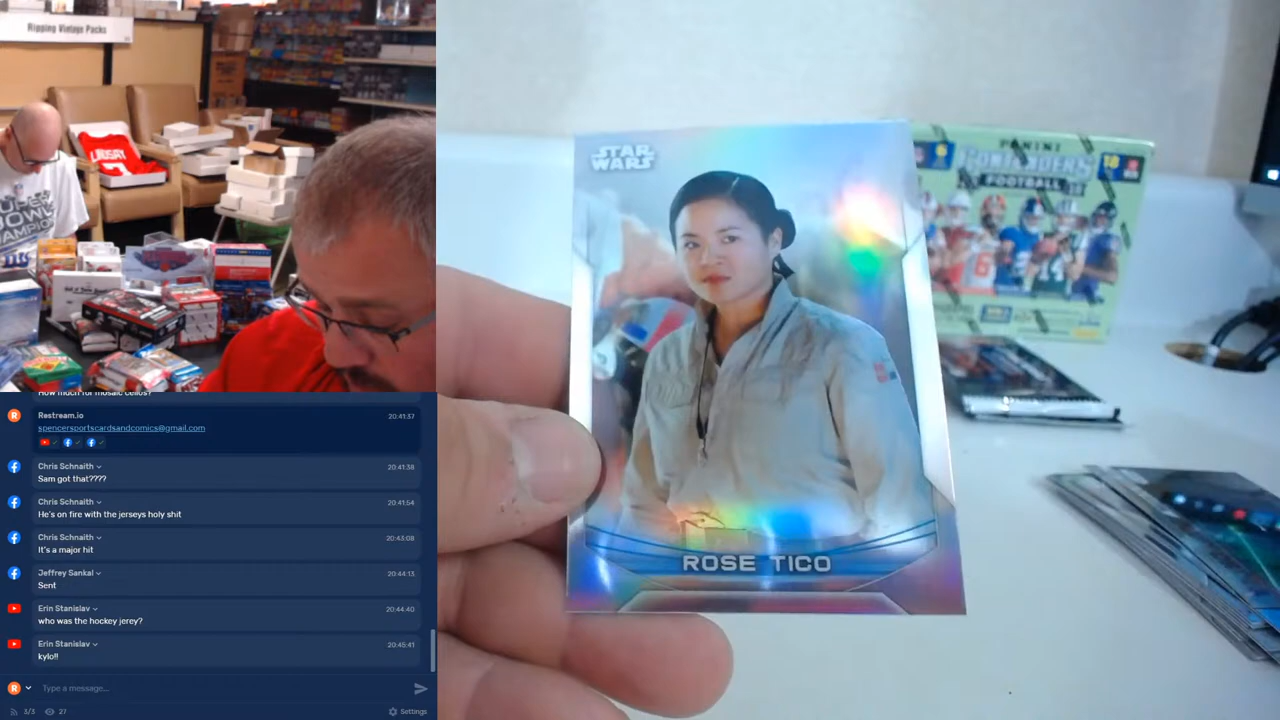 Ripping Vintage Packs
LINDSAY
How much for mosaic cellos?
Restream.io
20:41:37
spencersportscardsandcomics@gmail.com
Chris Schnaith
20:41:38
Sam got that????
Chris Schnaith
20:41:54
He's on fire with the jerseys holy shit
Chris Schnaith
20:43:08
It's a major hit
Jeffrey Sankal
20:44:13
Sent
Erin Stanislav
20:44:40
who was the hockey jerey?
Erin Stanislav
20:45:41
kylo!!
Type a message...
3/3
27
Settings
STAR
WARS
ROSE TICO
PANINI
CONTENDERS
FOOTBALL
6
18